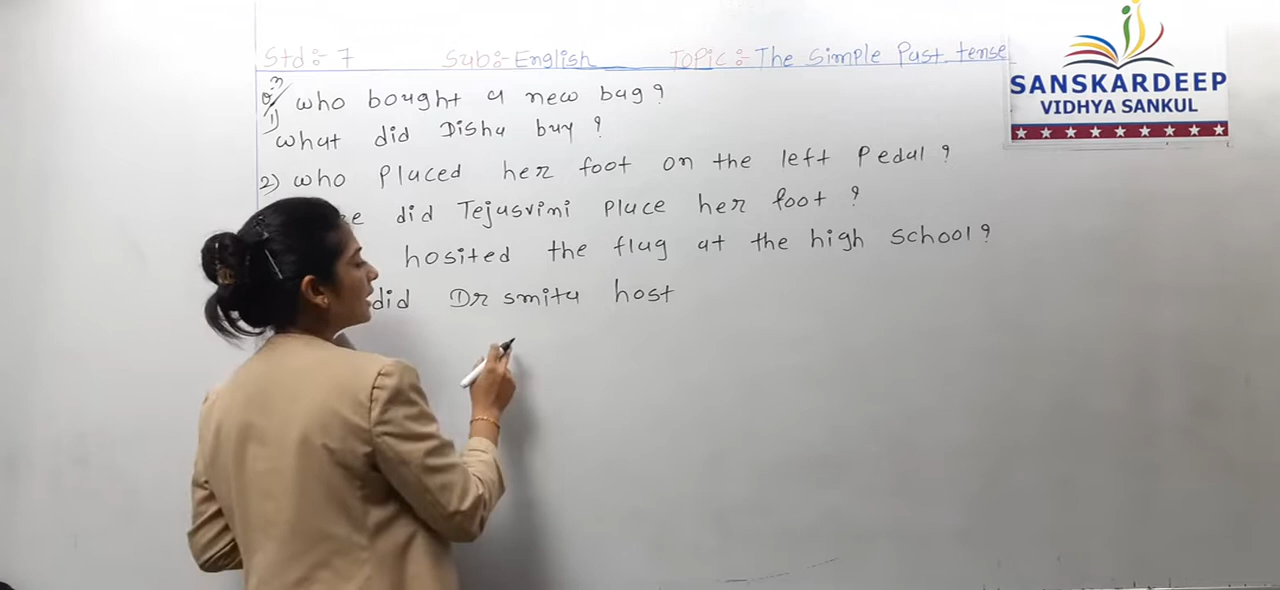 Std:- 7 Sub:- English Topic:- The Simple Past tense
Q/3 who bought a new bag?
1) what did Disha buy?
2) who placed her foot on the left pedal?
did Tejasvini place her foot?
hosited the flag at the high school?
did Dr smita host
SANSKARDEEP
VIDHYA SANKUL